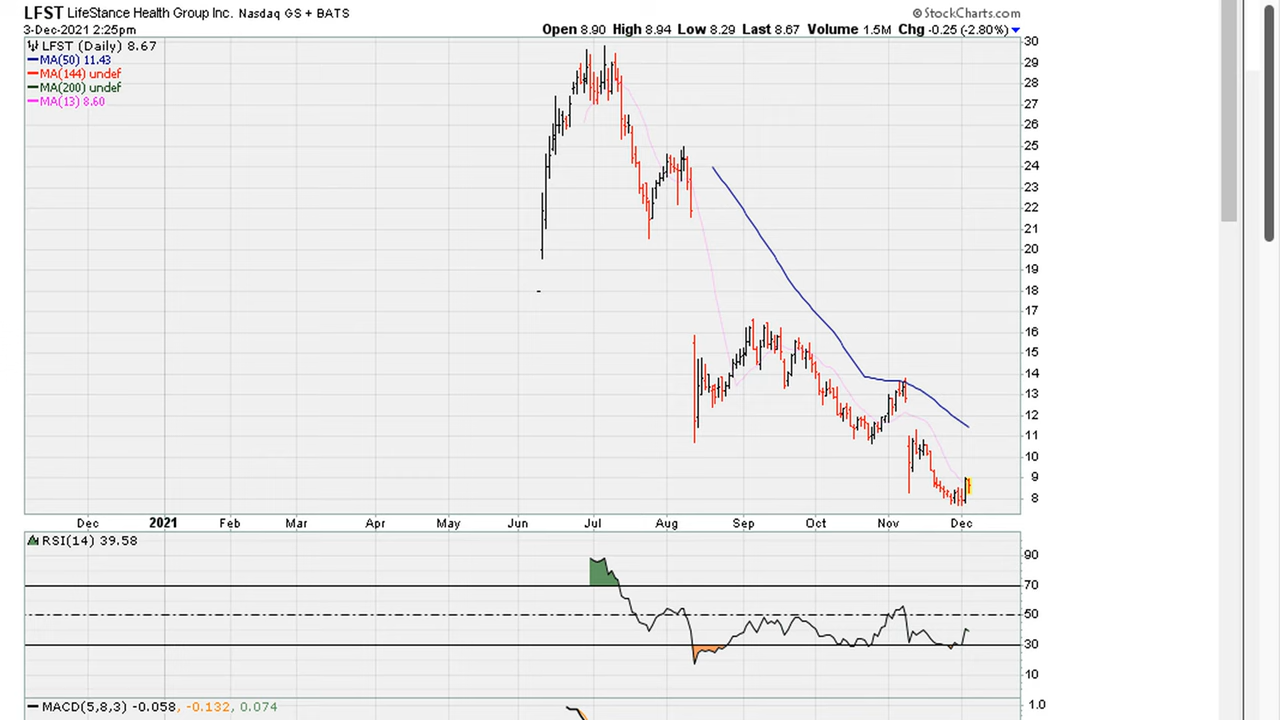 LFST LifeStance Health Group Inc. Nasdaq GS + BATS
© StockCharts.com
3-Dec-2021 2:25pm
Open 8.90 High 8.94 Low 8.29 Last 8.67 Volume 1.5M Chg -0.25 (-2.80%)
LFST (Daily) 8.67
MA(50) 11.43
MA(144) undef
MA(200) undef
MA(13) 8.60
30
29
28
27
26
25
24
23
22
21
20
19
18
17
16
15
14
13
12
11
10
9
8
Dec 2021 Feb Mar Apr May Jun Jul Aug Sep Oct Nov Dec
RSI(14) 39.58
90
70
50
30
10
MACD(5,8,3) -0.058, -0.132, 0.074
1.0